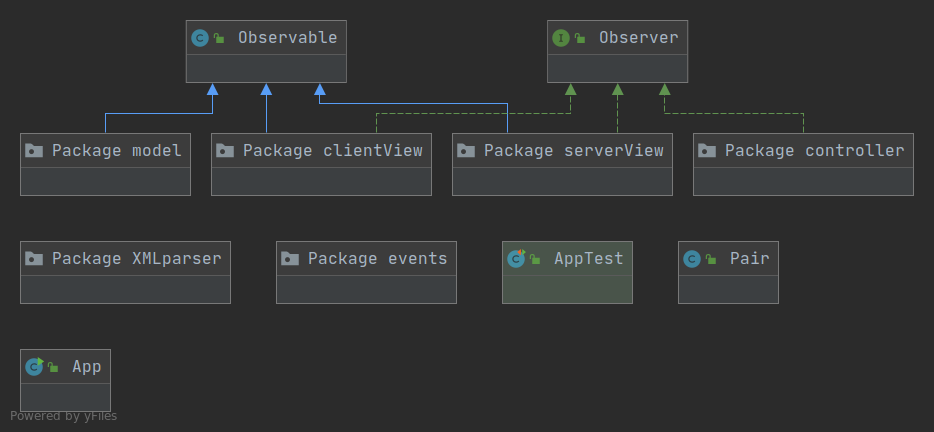 Observable
Observer
Package model
Package clientView
Package serverView
Package controller
Package XMLparser
Package events
AppTest
Pair
App
Powered by yFiles